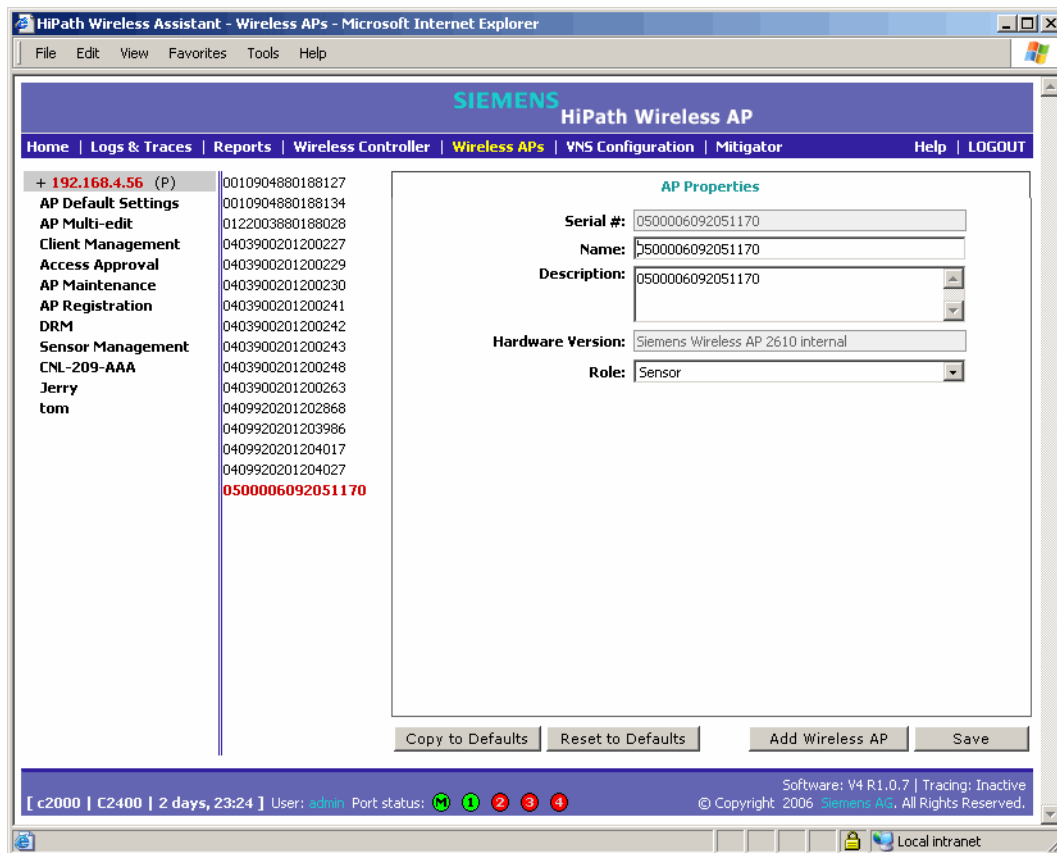 HiPath Wireless Assistant - Wireless APs - Microsoft Internet Explorer
File Edit View Favorites Tools Help
SIEMENS
HiPath Wireless AP
Home | Logs & Traces | Reports | Wireless Controller | Wireless APs | VNS Configuration | Mitigator Help | LOGOUT
+ 192.168.4.56 (P)
AP Default Settings
AP Multi-edit
Client Management
Access Approval
AP Maintenance
AP Registration
DRM
Sensor Management
CNL-209-AAA
Jerry
tom
0010904880188127
0010904880188134
0122003880188028
0403900201200227
0403900201200229
0403900201200230
0403900201200241
0403900201200242
0403900201200243
0403900201200248
0403900201200263
0409920201202868
0409920201203986
0409920201204017
0409920201204027
0500006092051170
AP Properties
Serial #: 0500006092051170
Name: 0500006092051170
Description: 0500006092051170
Hardware Version: Siemens Wireless AP 2610 internal
Role: Sensor
Copy to Defaults Reset to Defaults Add Wireless AP Save
Software: V4 R1.0.7 | Tracing: Inactive
[ c2000 | C2400 | 2 days, 23:24 ] User: admin Port status: M 1 2 3 4 © Copyright 2006 Siemens AG. All Rights Reserved.
Local intranet